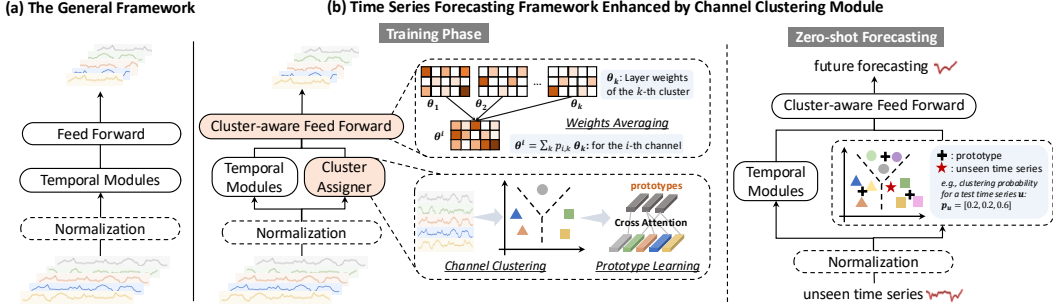 (a) The General Framework
Feed Forward
Temporal Modules
Normalization
(b) Time Series Forecasting Framework Enhanced by Channel Clustering Module
Training Phase
Cluster-aware Feed Forward
Temporal
Modules
Cluster
Assigner
Normalization
θ₁ θ₂ ... θₖ
θₖ: Layer weights
of the k-th cluster
Weights Averaging
θⁱ
θⁱ = ∑ₖ pᵢ,ₖ θₖ: for the i-th channel
prototypes
Cross Attention
Channel Clustering
Prototype Learning
Zero-shot Forecasting
future forecasting
Cluster-aware Feed Forward
Temporal
Modules
: prototype
: unseen time series
e.g., clustering probability
for a test time series u:
pᵤ = [0.2, 0.2, 0.6]
Normalization
unseen time series